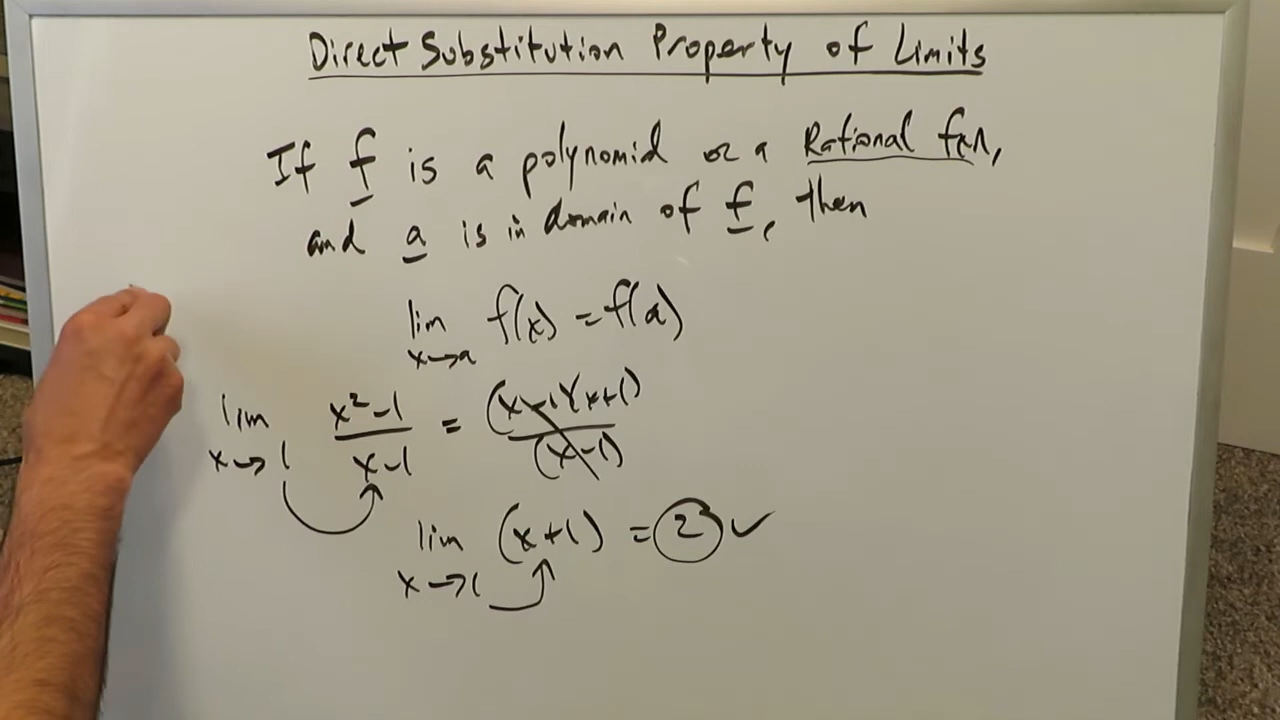 Direct Substitution Property of Limits
If f is a polynomial or a Rational fxn,
and a is in domain of f, then
lim x→a f(x) = f(a)
lim x→1 x²-1 / x-1 = (x-1)(x+1) / (x-1)
lim x→1 (x+1) = 2 ✓